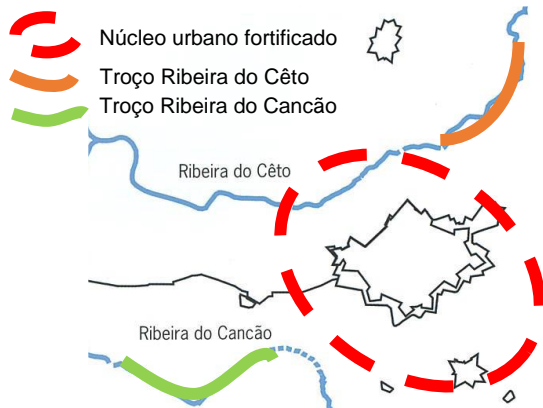 Núcleo urbano fortificado
Troço Ribeira do Cêto
Troço Ribeira do Cancão
Ribeira do Cêto
Ribeira do Cancão